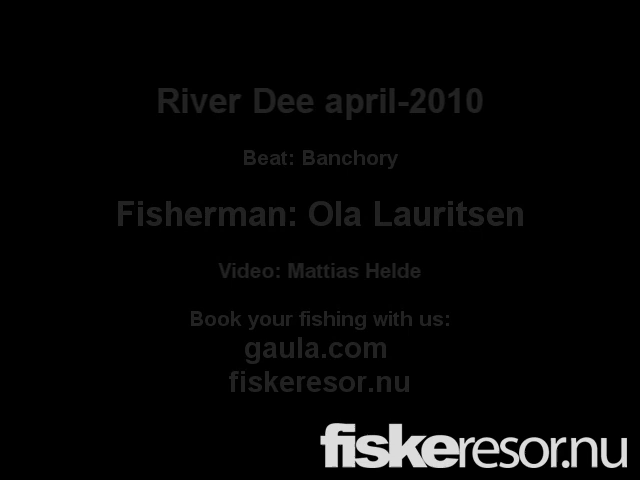 River Dee april-2010
Beat: Banchory
Fisherman: Ola Lauritsen
Video: Mattias Helde
Book your fishing with us:
gaula.com
fiskeresor.nu
fiskeresor.nu